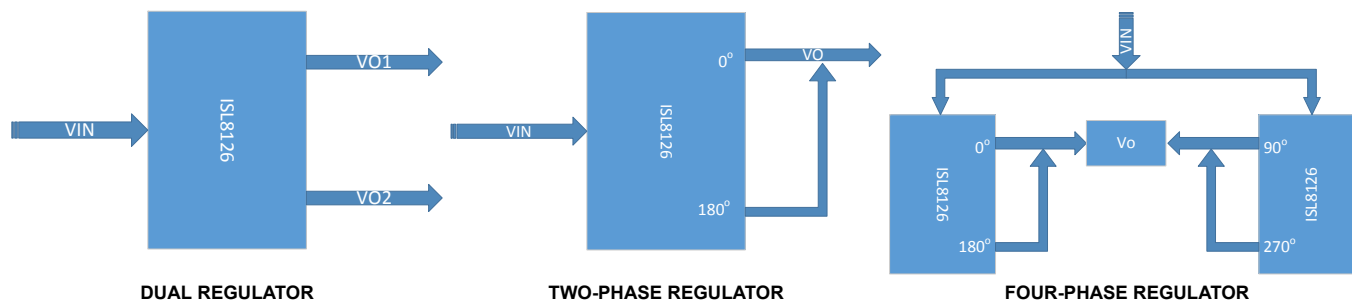 VIN
ISL8126
VO1
VO2
DUAL REGULATOR
VIN
ISL8126
0°
180°
VO
TWO-PHASE REGULATOR
VIN
ISL8126
0°
180°
Vo
90°
270°
ISL8126
FOUR-PHASE REGULATOR